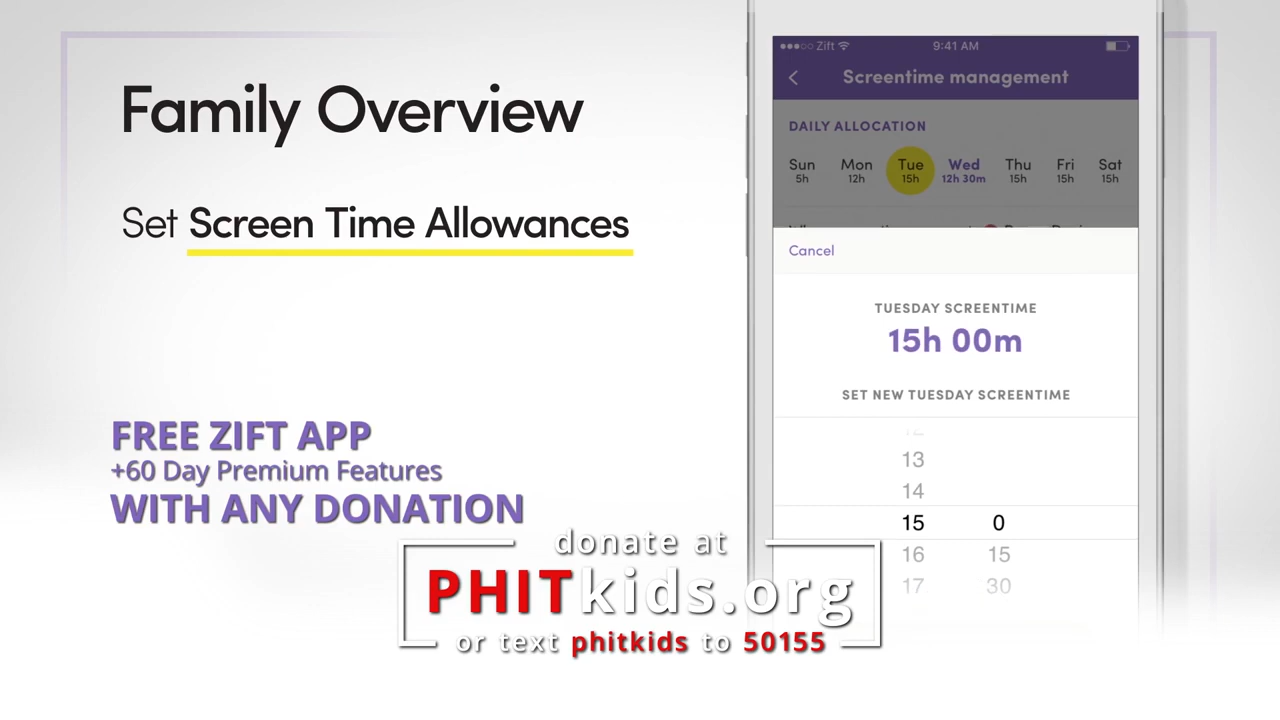 Family Overview
Set Screen Time Allowances
FREE ZIFT APP
+60 Day Premium Features
WITH ANY DONATION
donate at
PHITkids.org
or text phitkids to 50155
Zift 9:41 AM
Screentime management
DAILY ALLOCATION
Sun Mon Tue Wed Thu Fri Sat
5h 12h 15h 12h 30m 15h 15h 15h
Cancel
TUESDAY SCREENTIME
15h 00m
SET NEW TUESDAY SCREENTIME
12
13
14
15 0
16 15
17 30